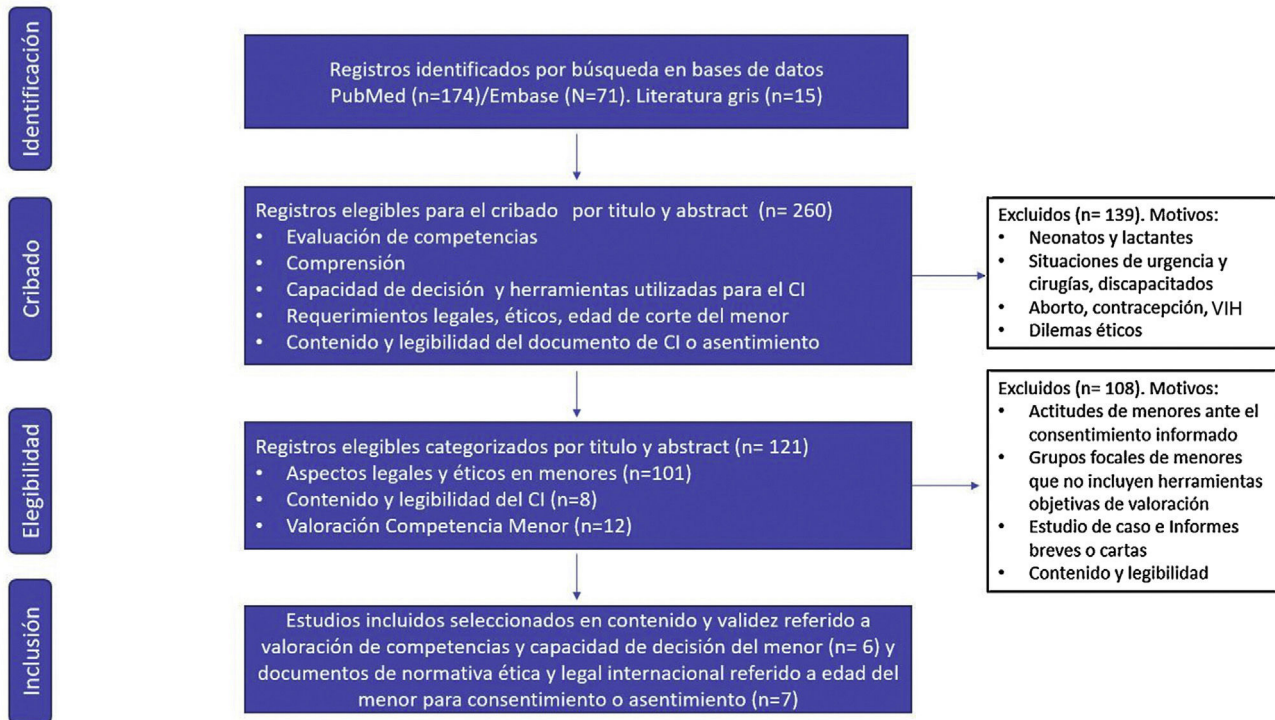 Identificación
Registros identificados por búsqueda en bases de datos
PubMed (n=174)/Embase (N=71). Literatura gris (n=15)
Cribado
Registros elegibles para el cribado por titulo y abstract (n= 260)
• Evaluación de competencias
• Comprensión
• Capacidad de decisión y herramientas utilizadas para el CI
• Requerimientos legales, éticos, edad de corte del menor
• Contenido y legibilidad del documento de CI o asentimiento
Excluidos (n= 139). Motivos:
• Neonatos y lactantes
• Situaciones de urgencia y
cirugías, discapacitados
• Aborto, contracepción, VIH
• Dilemas éticos
Elegibilidad
Registros elegibles categorizados por titulo y abstract (n= 121)
• Aspectos legales y éticos en menores (n=101)
• Contenido y legibilidad del CI (n=8)
• Valoración Competencia Menor (n=12)
Excluidos (n= 108). Motivos:
• Actitudes de menores ante el
consentimiento informado
• Grupos focales de menores
que no incluyen herramientas
objetivas de valoración
• Estudio de caso e Informes
breves o cartas
• Contenido y legibilidad
Inclusión
Estudios incluidos seleccionados en contenido y validez referido a
valoración de competencias y capacidad de decisión del menor (n= 6) y
documentos de normativa ética y legal internacional referido a edad del
menor para consentimiento o asentimiento (n=7)